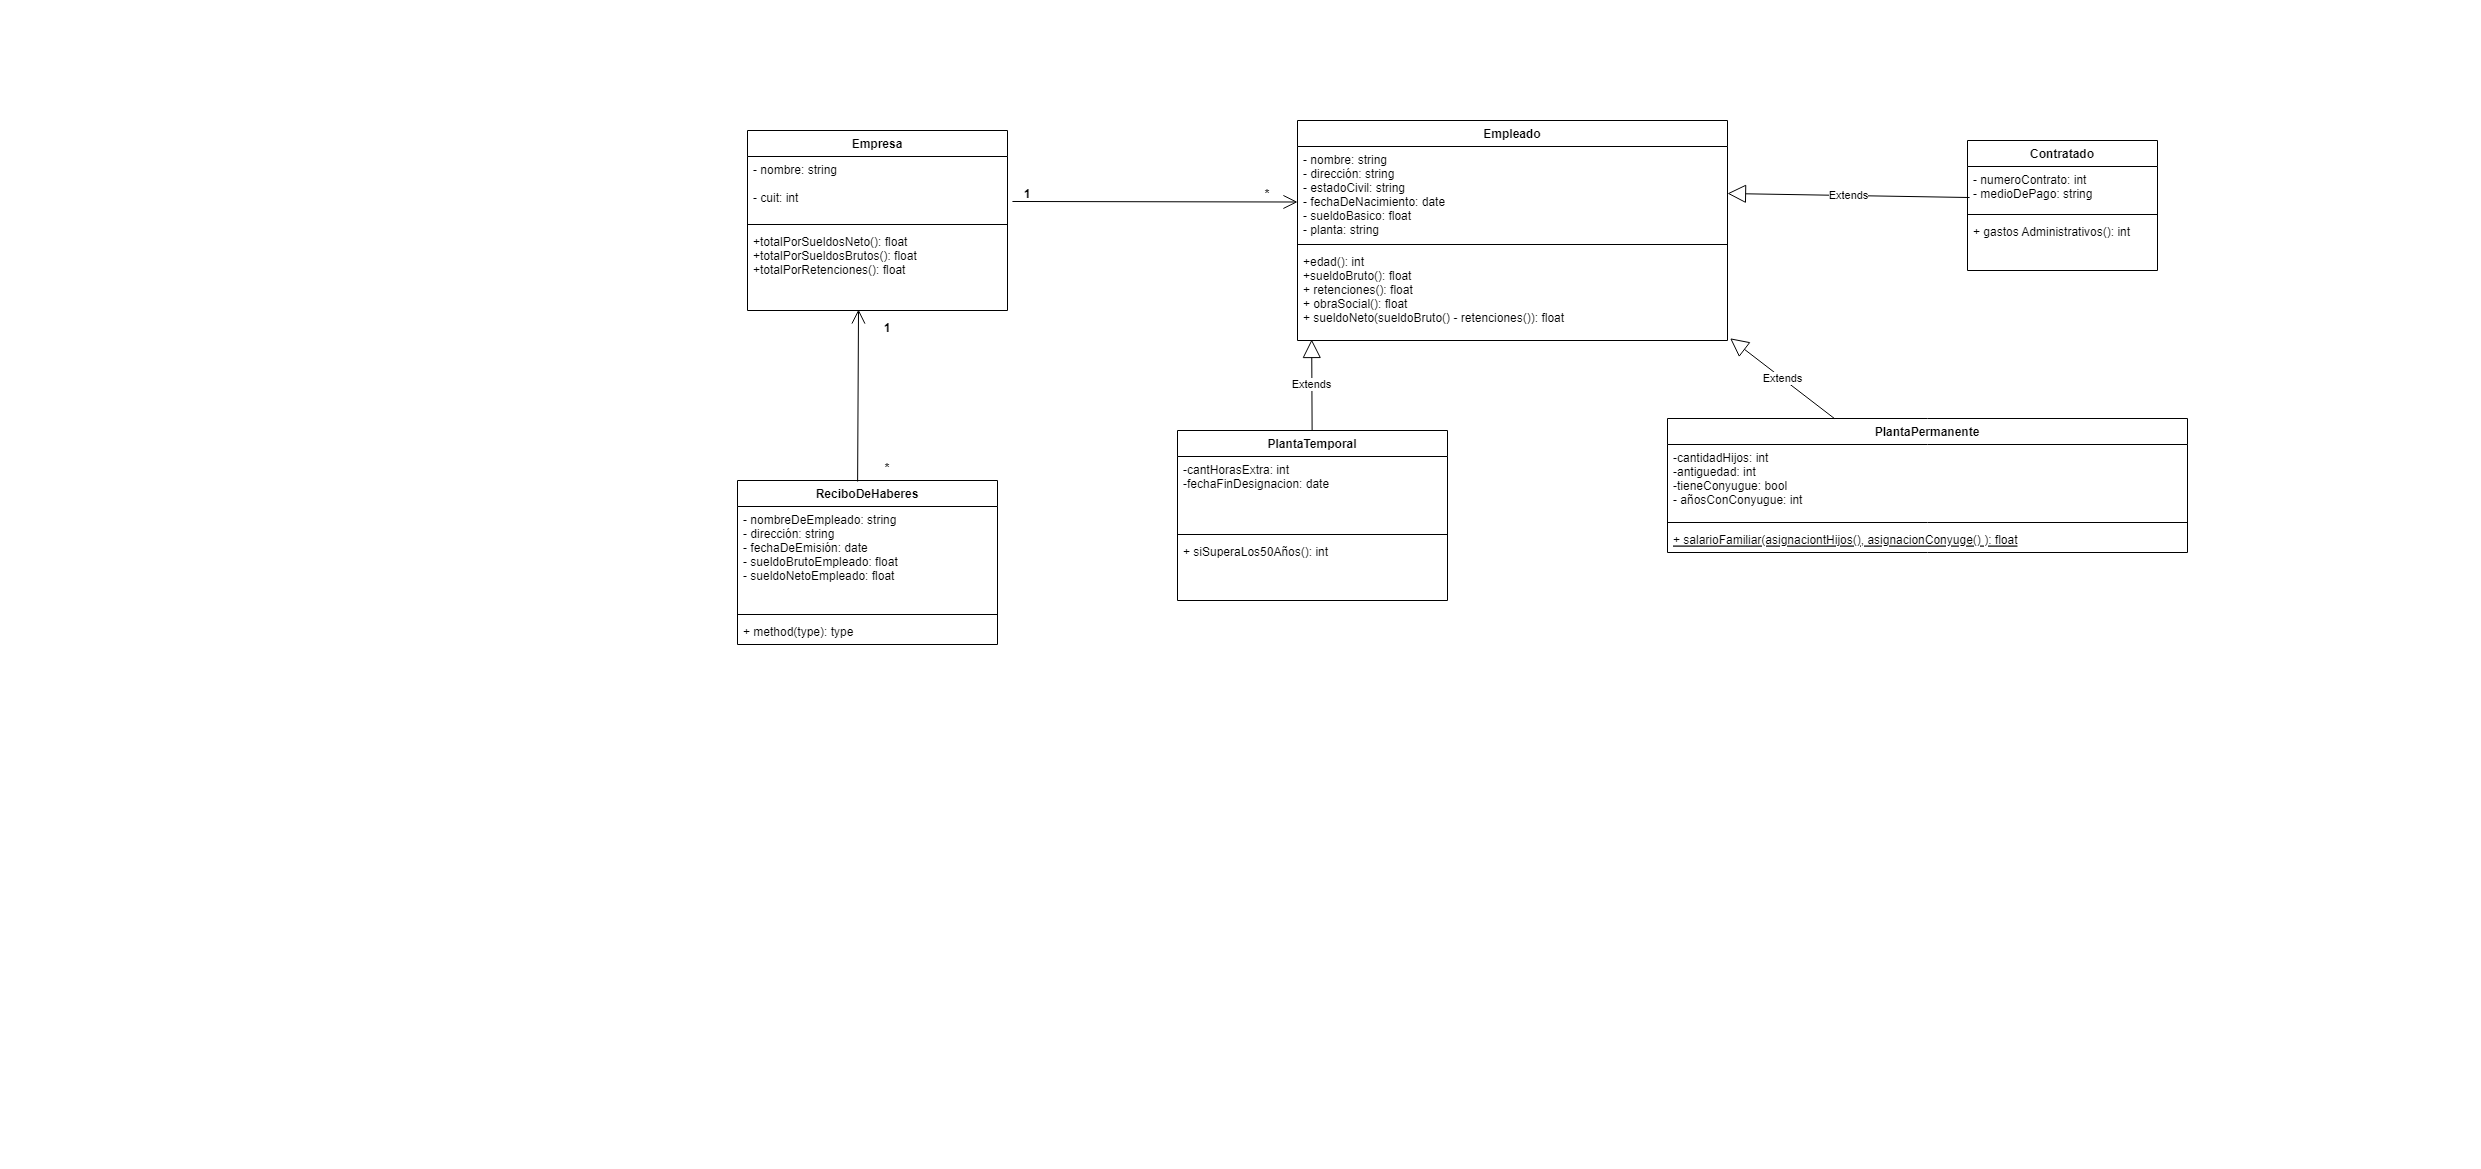 Empresa
- nombre: string
- cuit: int
+totalPorSueldosNeto(): float
+totalPorSueldosBrutos(): float
+totalPorRetenciones(): float
1
*
Empleado
- nombre: string
- dirección: string
- estadoCivil: string
- fechaDeNacimiento: date
- sueldoBasico: float
- planta: string
+edad(): int
+sueldoBruto(): float
+ retenciones(): float
+ obraSocial(): float
+ sueldoNeto(sueldoBruto() - retenciones()): float
Extends
Contratado
- numeroContrato: int
- medioDePago: string
+ gastos Administrativos(): int
1
*
Extends
Extends
ReciboDeHaberes
- nombreDeEmpleado: string
- dirección: string
- fechaDeEmisión: date
- sueldoBrutoEmpleado: float
- sueldoNetoEmpleado: float
+ method(type): type
PlantaTemporal
-cantHorasExtra: int
-fechaFinDesignacion: date
+ siSuperaLos50Años(): int
PlantaPermanente
-cantidadHijos: int
-antiguedad: int
-tieneConyugue: bool
- añosConConyugue: int
+ salarioFamiliar(asignaciontHijos(), asignacionConyuge() ): float